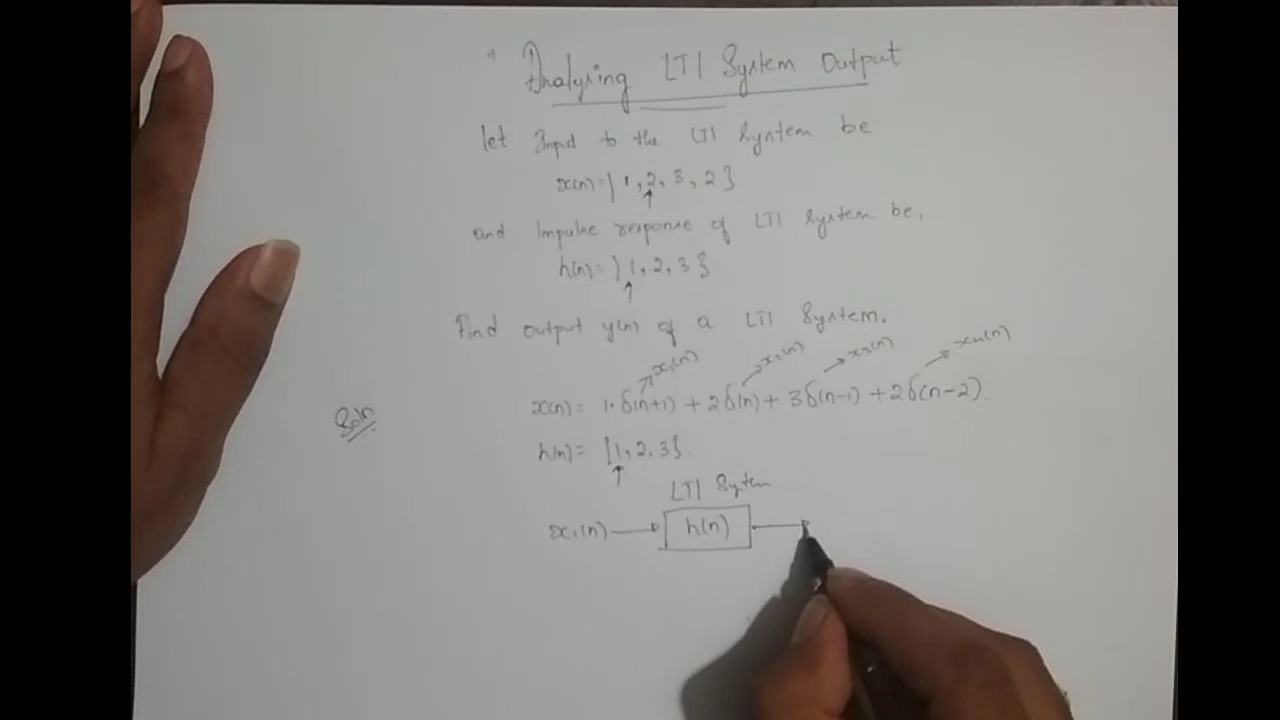 " Analysing LTI System Output
let Input to the LTI System be
x(n)= { 1, 2, 3, 2 }
↑
and Impulse response of LTI System be,
h(n)= { 1, 2, 3 }
↑
Find output y(n) of a LTI System.
↗ x₁(n) ↗ x₂(n) ↗ x₃(n) ↗ x₄(n)
Soln
x(n)= 1.δ(n+1) + 2δ(n) + 3δ(n-1) + 2δ(n-2).
h(n)= {1, 2, 3}.
↑
LTI System
x₁(n) → h(n) →